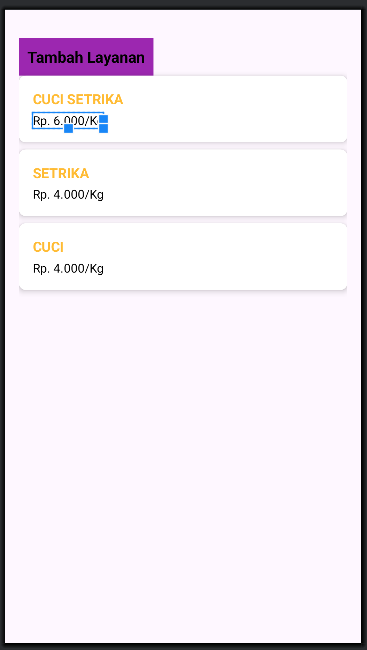 Tambah Layanan
CUCI SETRIKA
Rp. 6.000/K
SETRIKA
Rp. 4.000/Kg
CUCI
Rp. 4.000/Kg